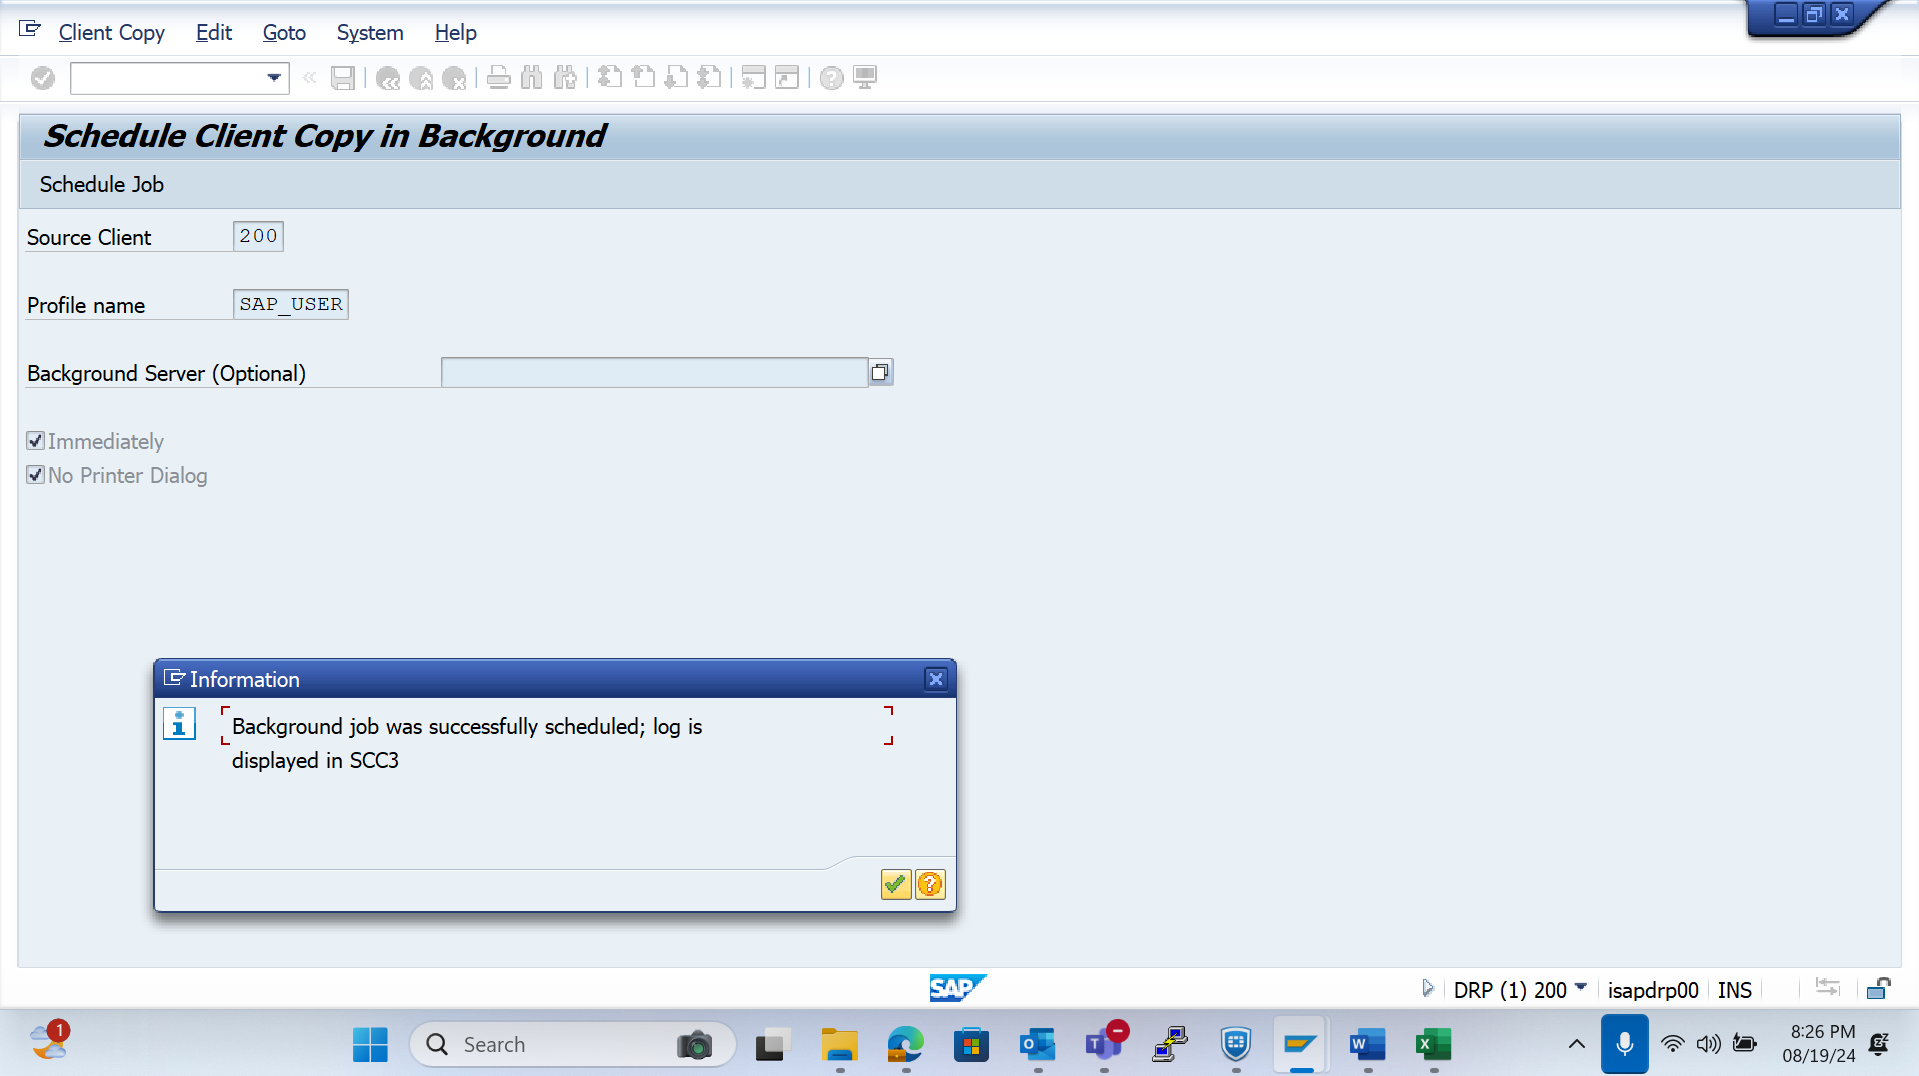 Client Copy Edit Goto System Help
Schedule Client Copy in Background
Schedule Job
Source Client 200
Profile name SAP_USER
Background Server (Optional)
Immediately
No Printer Dialog
Information
Background job was successfully scheduled; log is
displayed in SCC3
SAP
DRP (1) 200 isapdrp00 INS
1
Search
8:26 PM
08/19/24